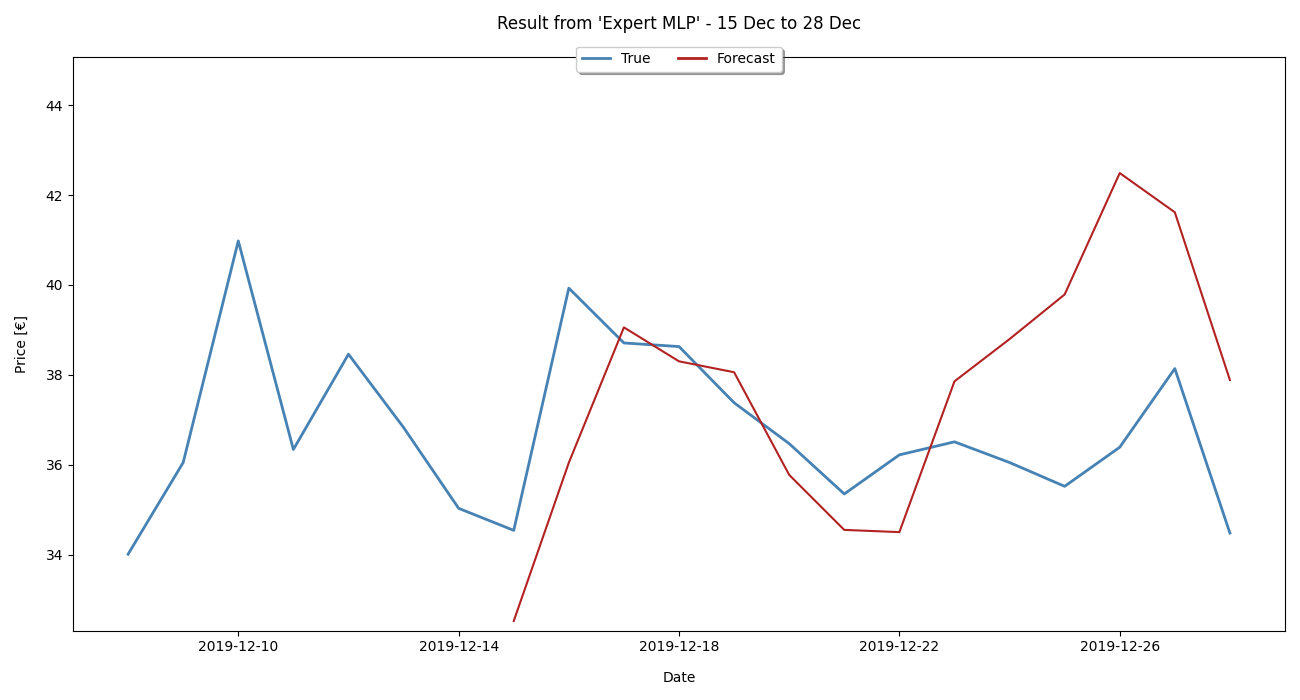 Result from 'Expert MLP' - 15 Dec to 28 Dec
True Forecast
44
42
40
38
36
34
Price [€]
2019-12-10 2019-12-14 2019-12-18 2019-12-22 2019-12-26
Date